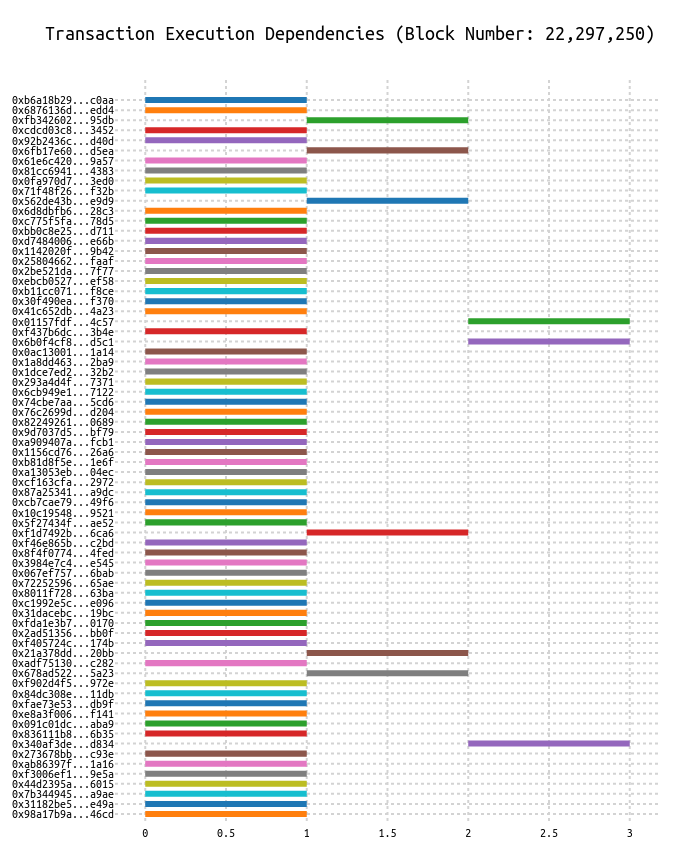 Transaction Execution Dependencies (Block Number: 22,297,250)
0xb6a18b29...c0aa
0x6876136d...edd4
0xfb342602...95db
0xcdcd03c8...3452
0x92b2436c...d40d
0x6fb17e60...d5ea
0x61e6c420...9a57
0x81cc6941...4383
0x0fa970d7...3ed0
0x71f48f26...f32b
0x562de43b...e9d9
0x6d8dbfb6...28c3
0xc775f5fa...78d5
0xbb0c8e25...d711
0xd7484006...e66b
0x1142020f...9b42
0x25804662...faaf
0x2be521da...7f77
0xebcb0527...ef58
0xb11cc071...f8ce
0x30f490ea...f370
0x41c652db...4a23
0x01157fdf...4c57
0xf437b6dc...3b4e
0x6b0f4cf8...d5c1
0x0ac13001...1a14
0x1a8dd463...2ba9
0x1dce7ed2...32b2
0x293a4d4f...7371
0x6cb949e1...7122
0x74cbe7aa...5cd6
0x76c2699d...d204
0x82249261...0689
0x9d7037d5...bf79
0xa909407a...fcb1
0x1156cd76...26a6
0xb81d8f5e...1e6f
0xa13053eb...04ec
0xcf163cfa...2972
0x87a25341...a9dc
0xcb7cae79...49f6
0x10c19548...9521
0x5f27434f...ae52
0xf1d7492b...6ca6
0xf46e865b...c2bd
0x8f4f0774...4fed
0x3984e7c4...e545
0x067ef757...6bab
0x72252596...65ae
0x8011f728...63ba
0xc1992e5c...e096
0x31dacebc...19bc
0xfda1e3b7...0170
0x2ad51356...bb0f
0xf405724c...174b
0x21a378dd...20bb
0xadf75130...c282
0x678ad522...5a23
0xf902d4f5...972e
0x84dc308e...11db
0xfae73e53...db9f
0xe8a3f006...f141
0x091c01dc...aba9
0x836111b8...6b35
0x340af3de...d834
0x273678bb...c93e
0xab86397f...1a16
0xf3006ef1...9e5a
0x44d2395a...6015
0x7b344945...a9ae
0x31182be5...e49a
0x98a17b9a...46cd
0 0.5 1 1.5 2 2.5 3